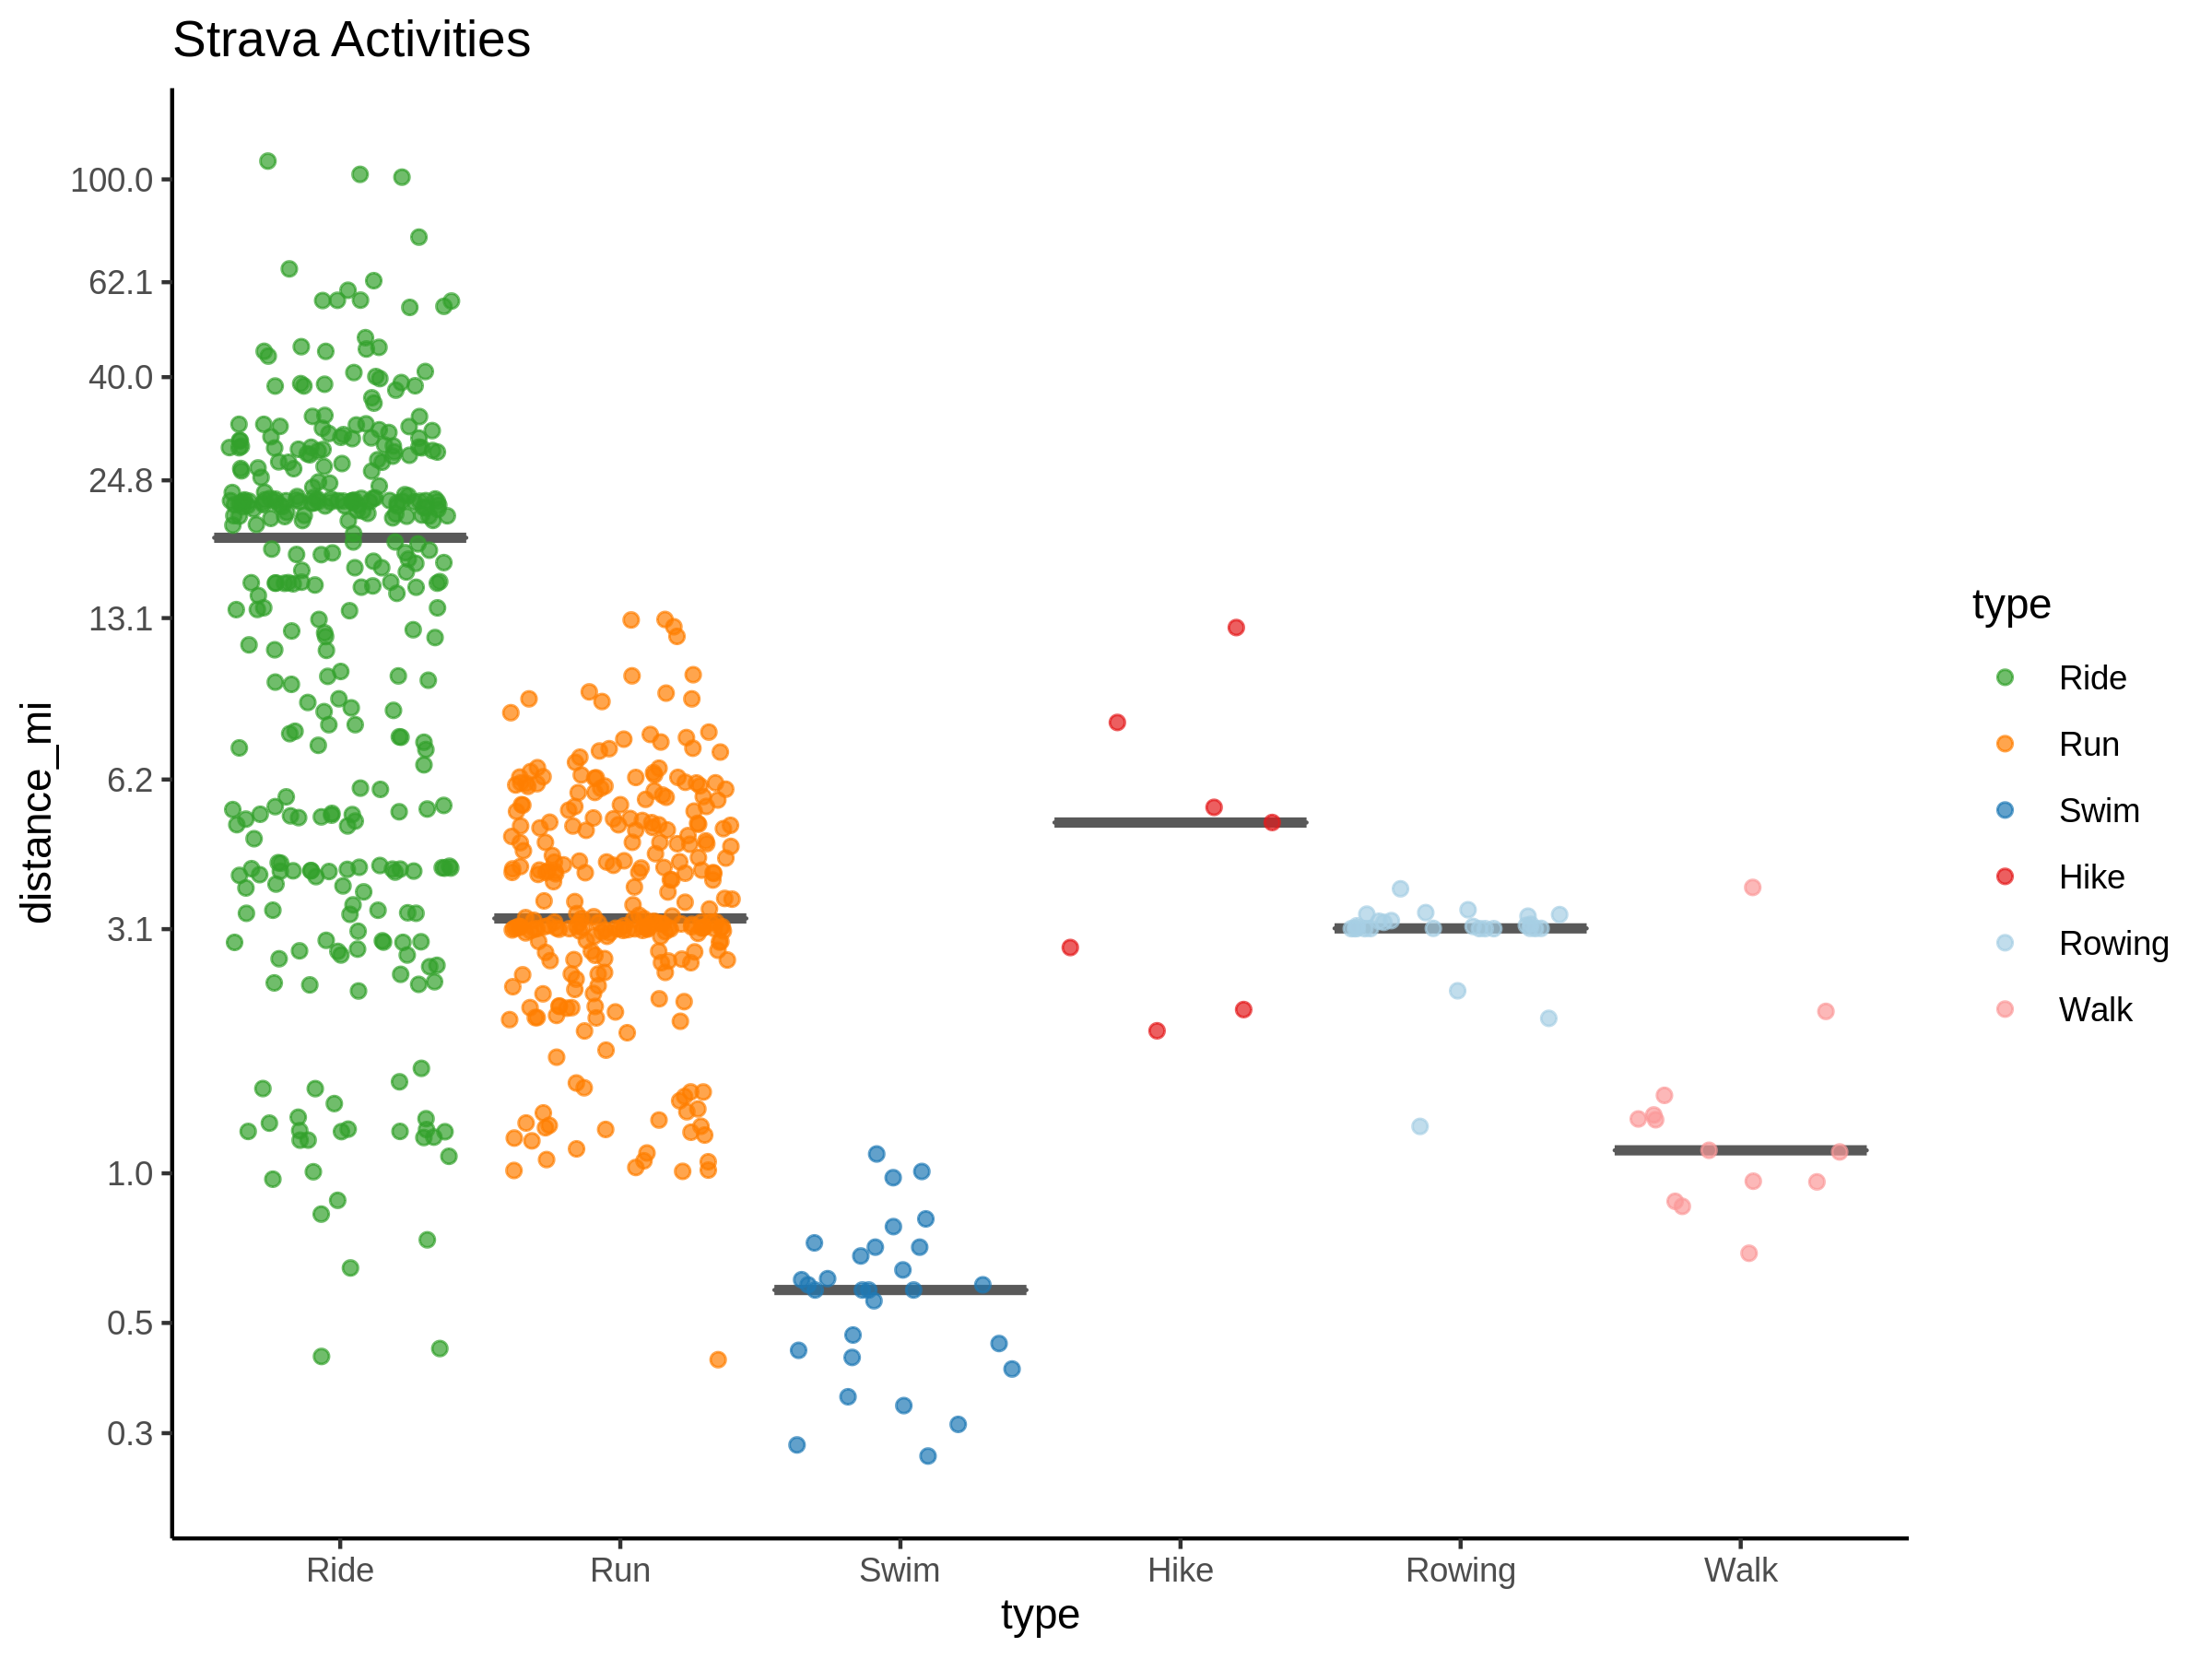 Strava Activities
distance_mi
100.0
62.1
40.0
24.8
13.1
6.2
3.1
1.0
0.5
0.3
Ride Run Swim Hike Rowing Walk
type
type
Ride
Run
Swim
Hike
Rowing
Walk